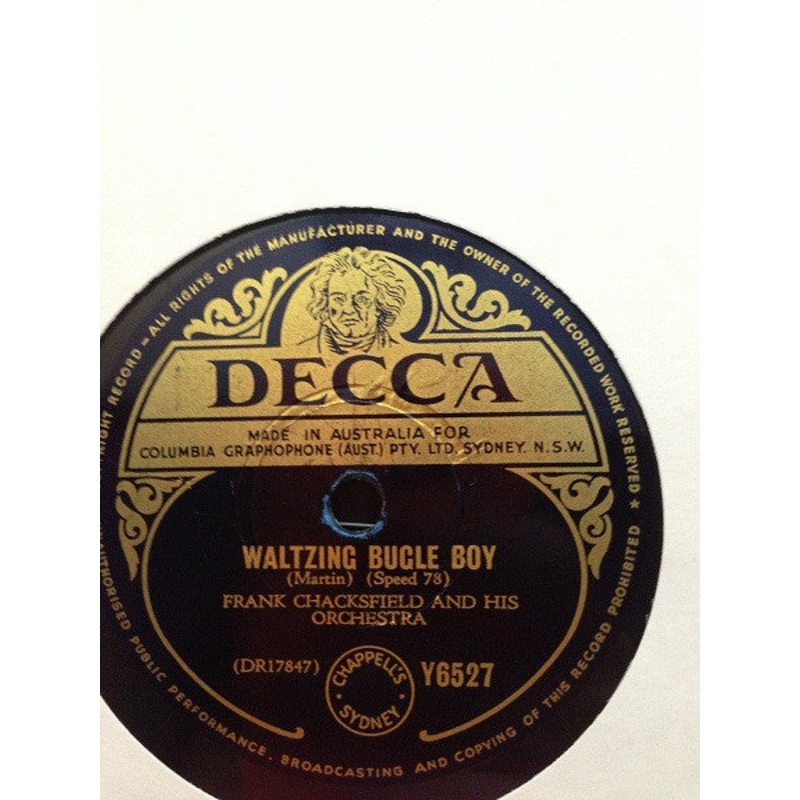 RIGHT RECORD — ALL RIGHTS OF THE MANUFACTURER AND THE OWNER OF THE RECORDED WORK RESERVED ★
DECCA
MADE IN AUSTRALIA FOR
COLUMBIA GRAPHOPHONE (AUST.) PTY. LTD. SYDNEY. N.S.W.
WALTZING BUGLE BOY
(Martin) (Speed 78)
FRANK CHACKSFIELD AND HIS
ORCHESTRA
(DR17847)
CHAPPELL'S
SYDNEY
Y6527
AUTHORISED PUBLIC PERFORMANCE, BROADCASTING AND COPYING OF THIS RECORD PROHIBITED